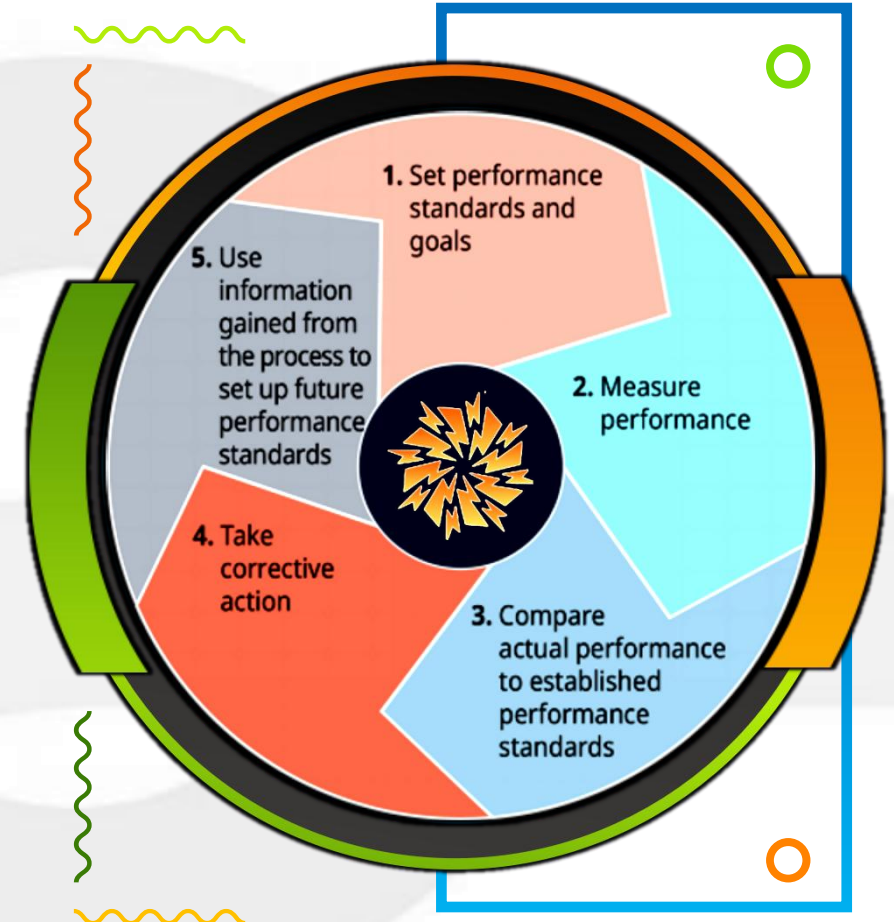 1. Set performance
standards and
goals
2. Measure
performance
3. Compare
actual performance
to established
performance
standards
4. Take
corrective
action
5. Use
information
gained from
the process to
set up future
performance
standards